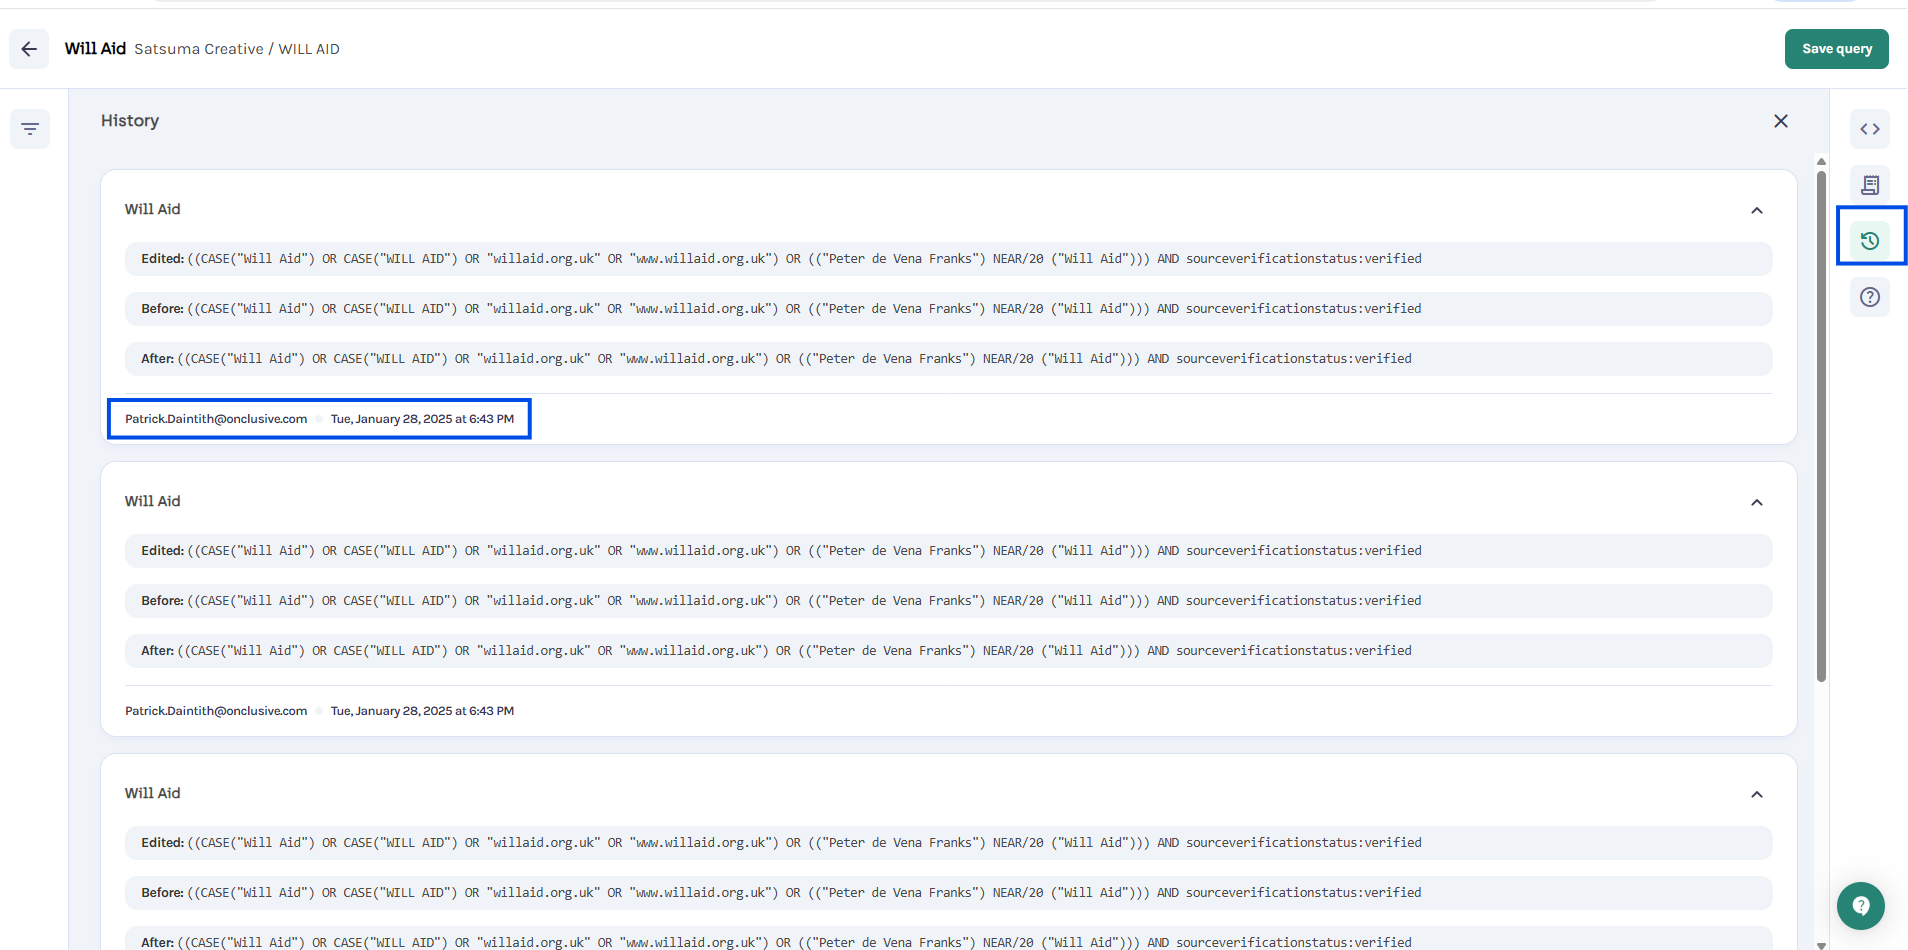 Will Aid Satsuma Creative / WILL AID
Save query
History
Will Aid
Edited: ((CASE("Will Aid") OR CASE("WILL AID") OR "willaid.org.uk" OR "www.willaid.org.uk") OR (("Peter de Vena Franks") NEAR/20 ("Will Aid"))) AND sourceverificationstatus:verified
Before: ((CASE("Will Aid") OR CASE("WILL AID") OR "willaid.org.uk" OR "www.willaid.org.uk") OR (("Peter de Vena Franks") NEAR/20 ("Will Aid"))) AND sourceverificationstatus:verified
After: ((CASE("Will Aid") OR CASE("WILL AID") OR "willaid.org.uk" OR "www.willaid.org.uk") OR (("Peter de Vena Franks") NEAR/20 ("Will Aid"))) AND sourceverificationstatus:verified
Patrick.Daintith@onclusive.com Tue, January 28, 2025 at 6:43 PM
Will Aid
Edited: ((CASE("Will Aid") OR CASE("WILL AID") OR "willaid.org.uk" OR "www.willaid.org.uk") OR (("Peter de Vena Franks") NEAR/20 ("Will Aid"))) AND sourceverificationstatus:verified
Before: ((CASE("Will Aid") OR CASE("WILL AID") OR "willaid.org.uk" OR "www.willaid.org.uk") OR (("Peter de Vena Franks") NEAR/20 ("Will Aid"))) AND sourceverificationstatus:verified
After: ((CASE("Will Aid") OR CASE("WILL AID") OR "willaid.org.uk" OR "www.willaid.org.uk") OR (("Peter de Vena Franks") NEAR/20 ("Will Aid"))) AND sourceverificationstatus:verified
Patrick.Daintith@onclusive.com Tue, January 28, 2025 at 6:43 PM
Will Aid
Edited: ((CASE("Will Aid") OR CASE("WILL AID") OR "willaid.org.uk" OR "www.willaid.org.uk") OR (("Peter de Vena Franks") NEAR/20 ("Will Aid"))) AND sourceverificationstatus:verified
Before: ((CASE("Will Aid") OR CASE("WILL AID") OR "willaid.org.uk" OR "www.willaid.org.uk") OR (("Peter de Vena Franks") NEAR/20 ("Will Aid"))) AND sourceverificationstatus:verified
After: ((CASE("Will Aid") OR CASE("WILL AID") OR "willaid.org.uk" OR "www.willaid.org.uk") OR (("Peter de Vena Franks") NEAR/20 ("Will Aid"))) AND sourceverificationstatus:verified